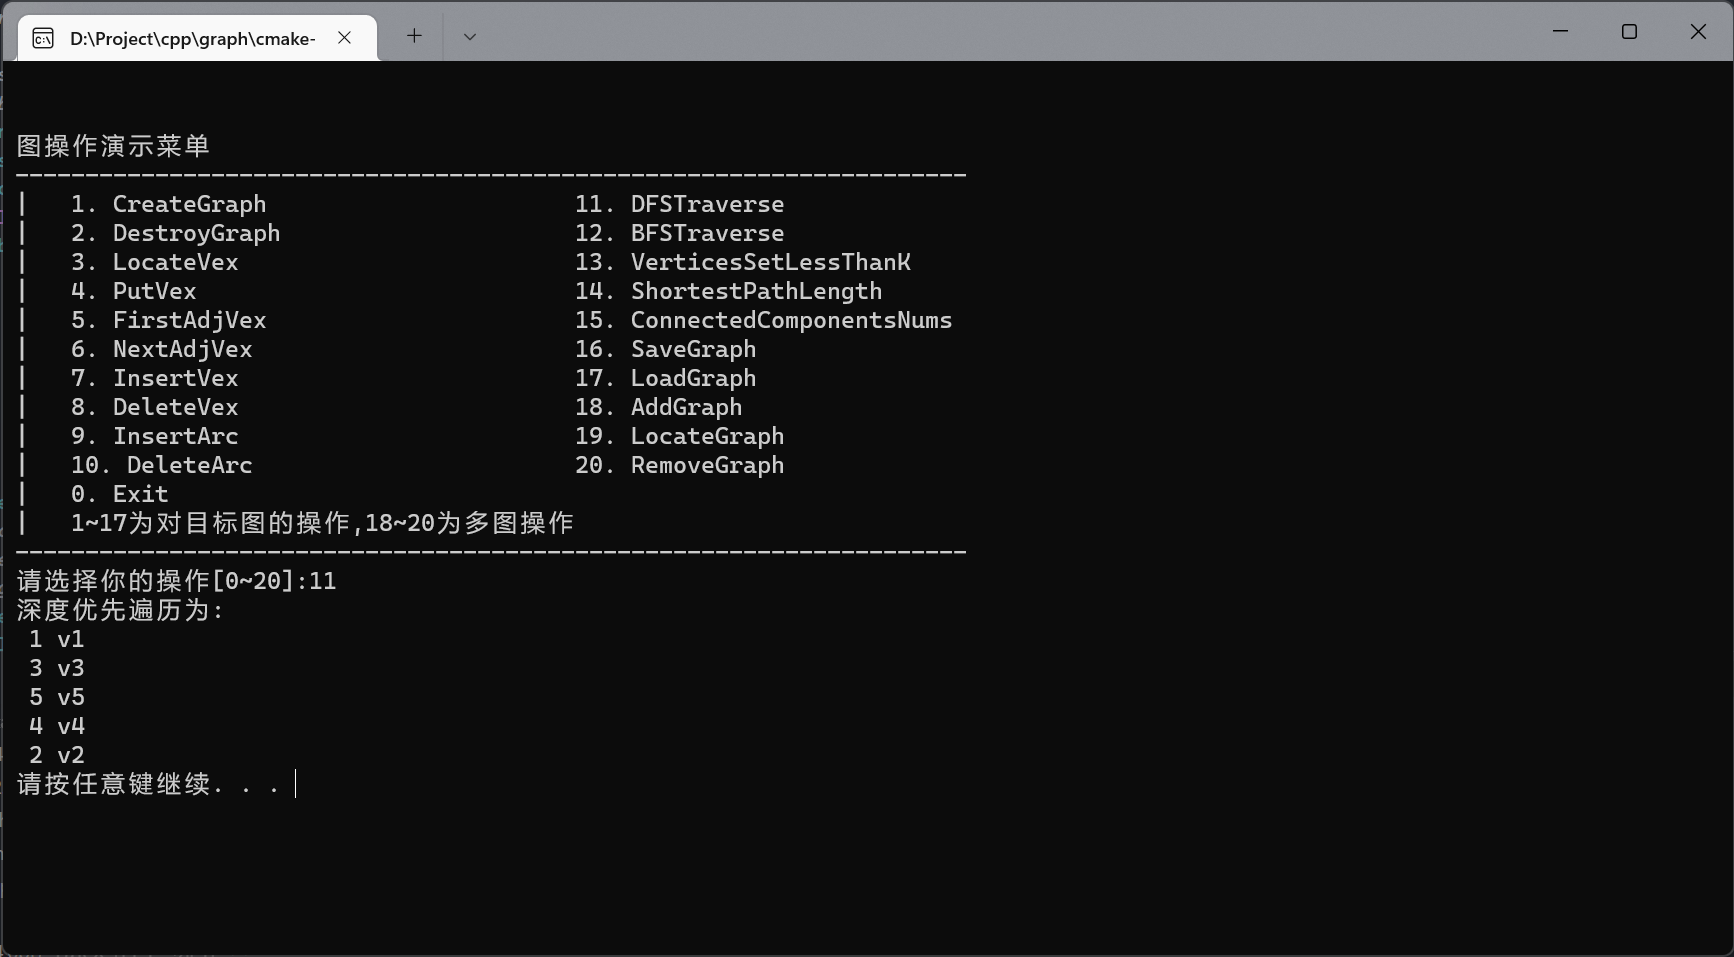 D:\Project\cpp\graph\cmake-
图操作演示菜单
--------------------------------------------------------------------
|   1. CreateGraph                      11. DFSTraverse
|   2. DestroyGraph                     12. BFSTraverse
|   3. LocateVex                        13. VerticesSetLessThanK
|   4. PutVex                           14. ShortestPathLength
|   5. FirstAdjVex                      15. ConnectedComponentsNums
|   6. NextAdjVex                       16. SaveGraph
|   7. InsertVex                        17. LoadGraph
|   8. DeleteVex                        18. AddGraph
|   9. InsertArc                        19. LocateGraph
|   10. DeleteArc                       20. RemoveGraph
|   0. Exit
|   1~17为对目标图的操作,18~20为多图操作
--------------------------------------------------------------------
请选择你的操作[0~20]:11
深度优先遍历为:
 1 v1
 3 v3
 5 v5
 4 v4
 2 v2
请按任意键继续. . .